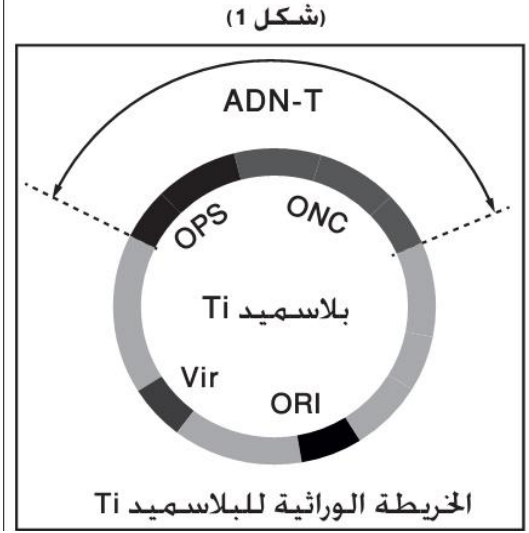 (شكل 1)
ADN-T
OPS
ONC
بلاسميد Ti
Vir
ORI
الخريطة الوراثية للبلاسميد Ti